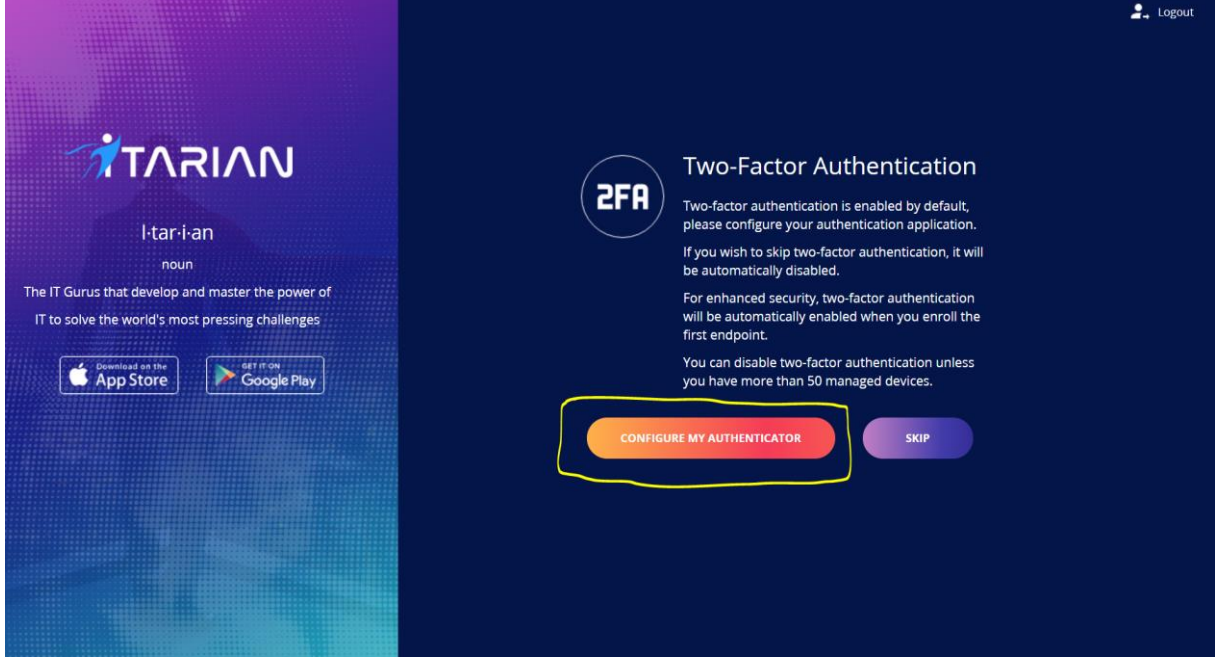 Logout
ITARIAN
I·tar·i·an
noun
The IT Gurus that develop and master the power of
IT to solve the world's most pressing challenges
Download on the
App Store
GET IT ON
Google Play
2FA
Two-Factor Authentication
Two-factor authentication is enabled by default,
please configure your authentication application.
If you wish to skip two-factor authentication, it will
be automatically disabled.
For enhanced security, two-factor authentication
will be automatically enabled when you enroll the
first endpoint.
You can disable two-factor authentication unless
you have more than 50 managed devices.
CONFIGURE MY AUTHENTICATOR
SKIP